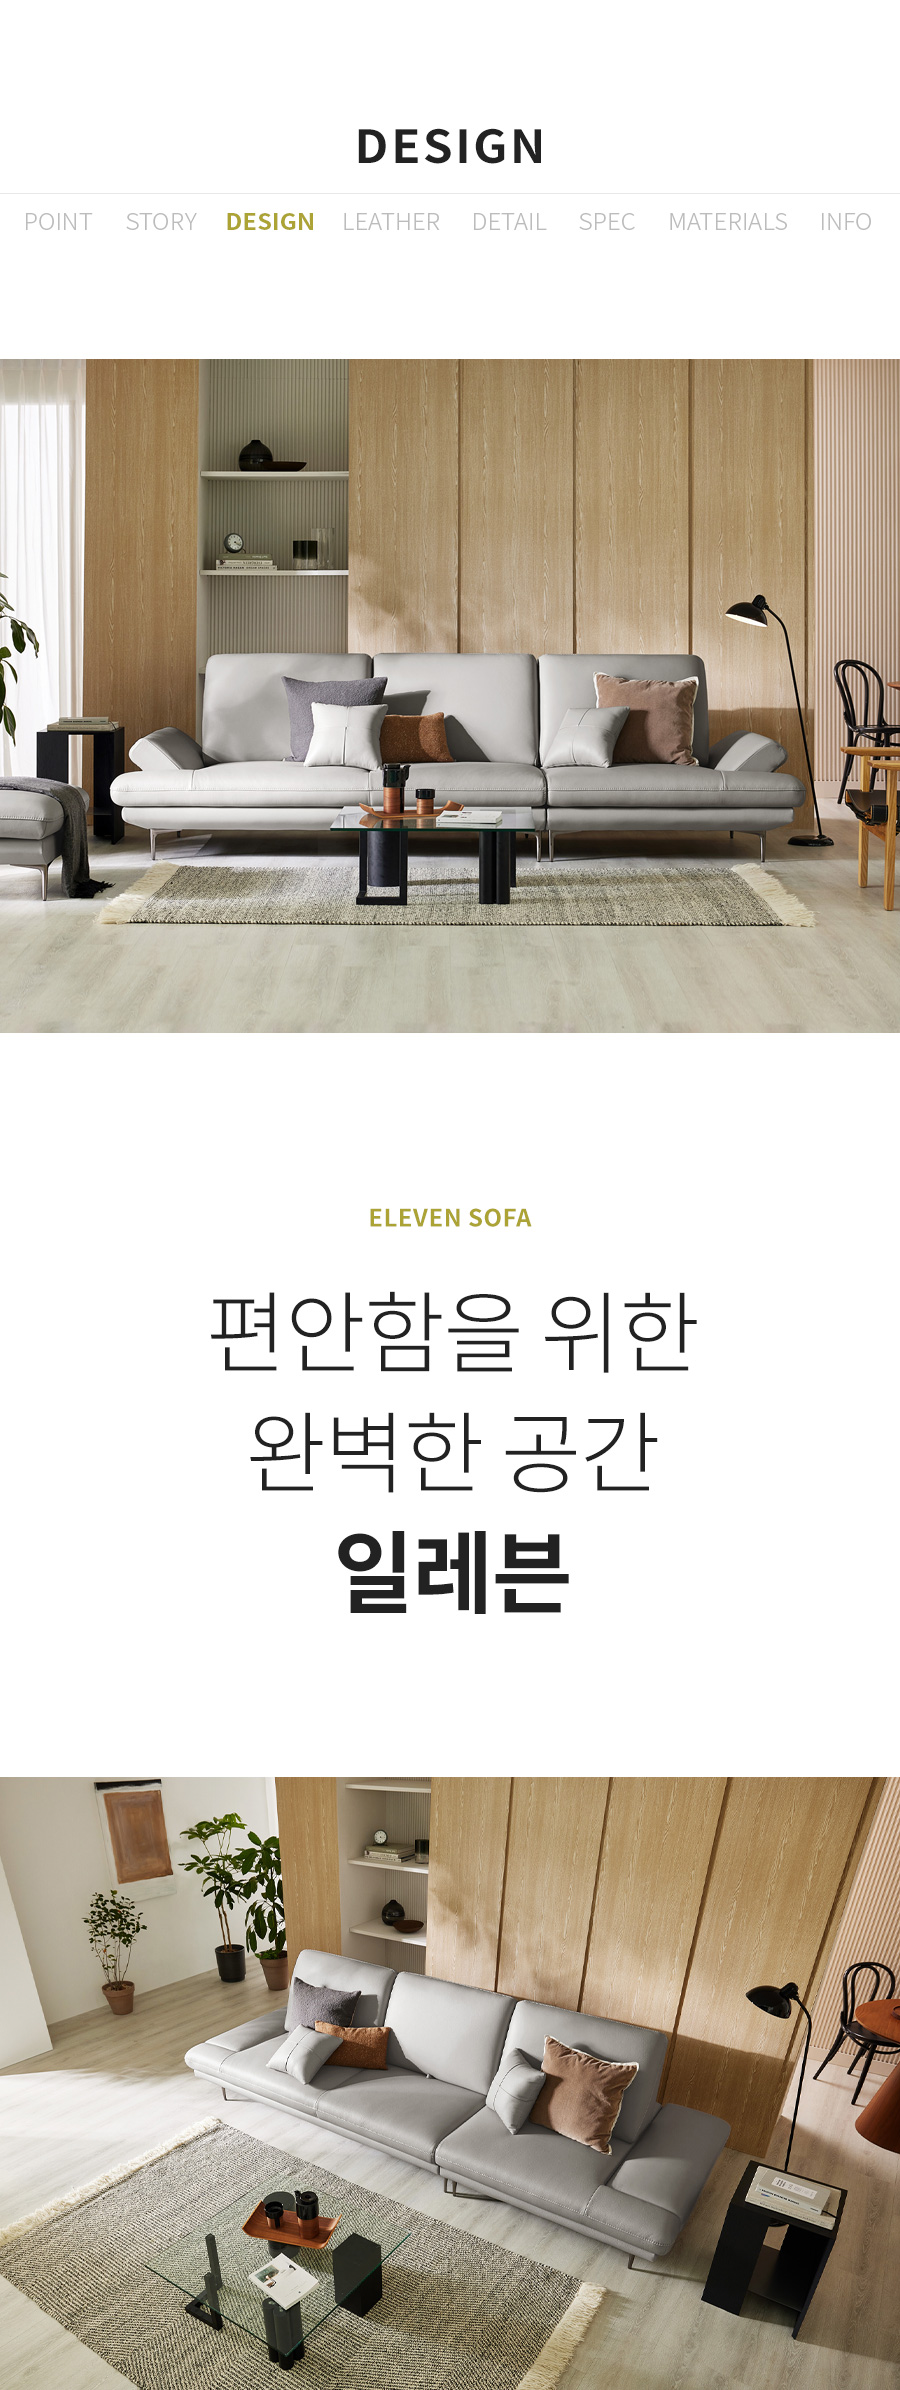 DESIGN
POINT STORY DESIGN LEATHER DETAIL SPEC MATERIALS INFO
ELEVEN SOFA
편안함을 위한
완벽한 공간
일레븐